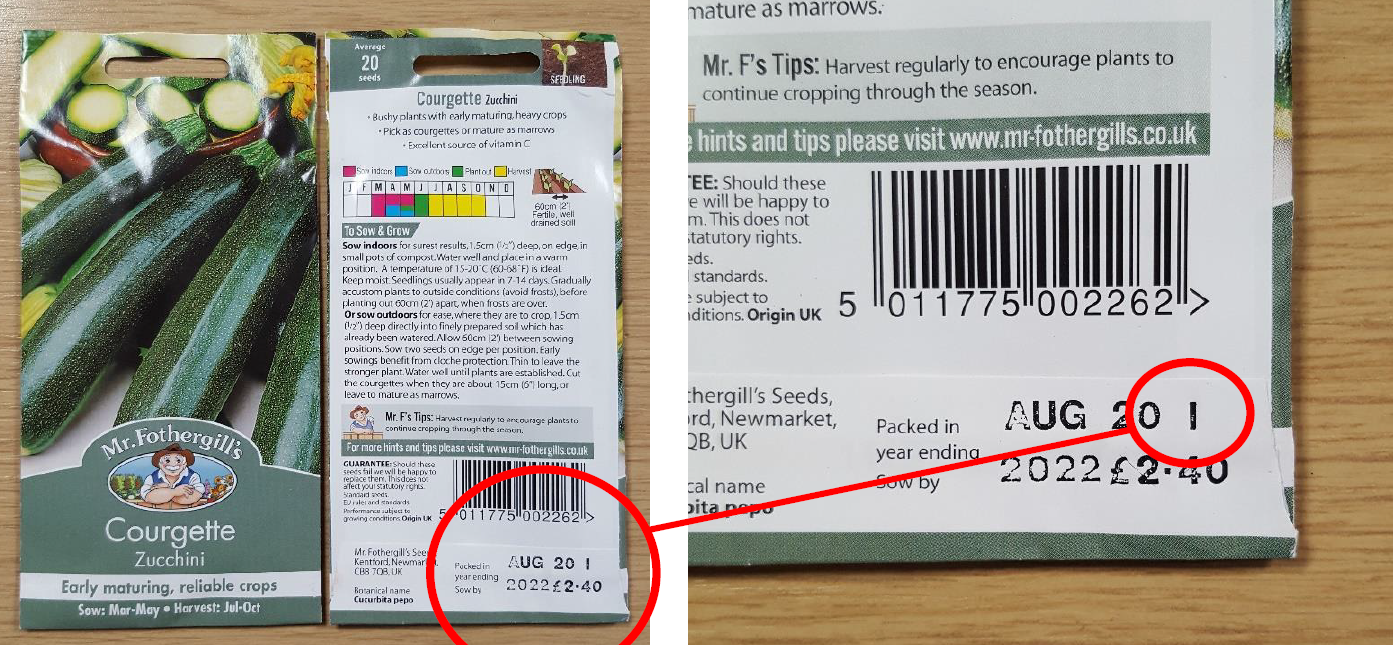 Mr.Fothergill's
Courgette
Zucchini
Early maturing, reliable crops
Sow: Mar-May • Harvest: Jul-Oct
Average
20
seeds
SEEDLING
Courgette Zucchini
• Bushy plants with early maturing, heavy crops
• Pick as courgettes or mature as marrows
• Excellent source of vitamin C
Sow indoors Sow outdoors Plant out Harvest
J F M A M J J A S O N D
60cm (2')
Fertile, well
drained soil
To Sow & Grow
Sow indoors for surest results, 1.5cm (1/2") deep, on edge, in
small pots of compost. Water well and place in a warm
position. A temperature of 15-20°C (60-68°F) is ideal.
Keep moist. Seedlings usually appear in 7-14 days. Gradually
accustom plants to outside conditions (avoid frosts), before
planting out 60cm (2') apart, when frosts are over.
Or sow outdoors for ease, where they are to crop, 1.5cm
(1/2") deep directly into finely prepared soil which has
already been watered. Allow 60cm (2') between sowing
positions. Sow two seeds on edge per position. Early
sowings benefit from cloche protection. Thin to leave the
stronger plant. Water well until plants are established. Cut
the courgettes when they are about 15cm (6") long, or
leave to mature as marrows.
Mr. F's Tips: Harvest regularly to encourage plants to
continue cropping through the season.
For more hints and tips please visit www.mr-fothergills.co.uk
GUARANTEE: Should these
seeds fail we will be happy to
replace them. This does not
affect your statutory rights.
Standard seeds.
EU rules and standards.
Performance subject to
growing conditions. Origin UK
5 011775 002262 >
Mr. Fothergill's See
Kentford, Newmar
CB8 7QB, UK
Botanical name
Cucurbita pepo
Packed in
year ending
Sow by
AUG 20 1
2022 £2·40
mature as marrows.
Mr. F's Tips: Harvest regularly to encourage plants to
continue cropping through the season.
e hints and tips please visit www.mr-fothergills.co.uk
TEE: Should these
e will be happy to
m. This does not
statutory rights.
eds.
standards.
e subject to
ditions. Origin UK
5 011775 002262 >
thergill's Seeds,
ord, Newmarket,
QB, UK
cal name
bita pepo
Packed in
year ending
Sow by
AUG 20 1
2022 £2·40